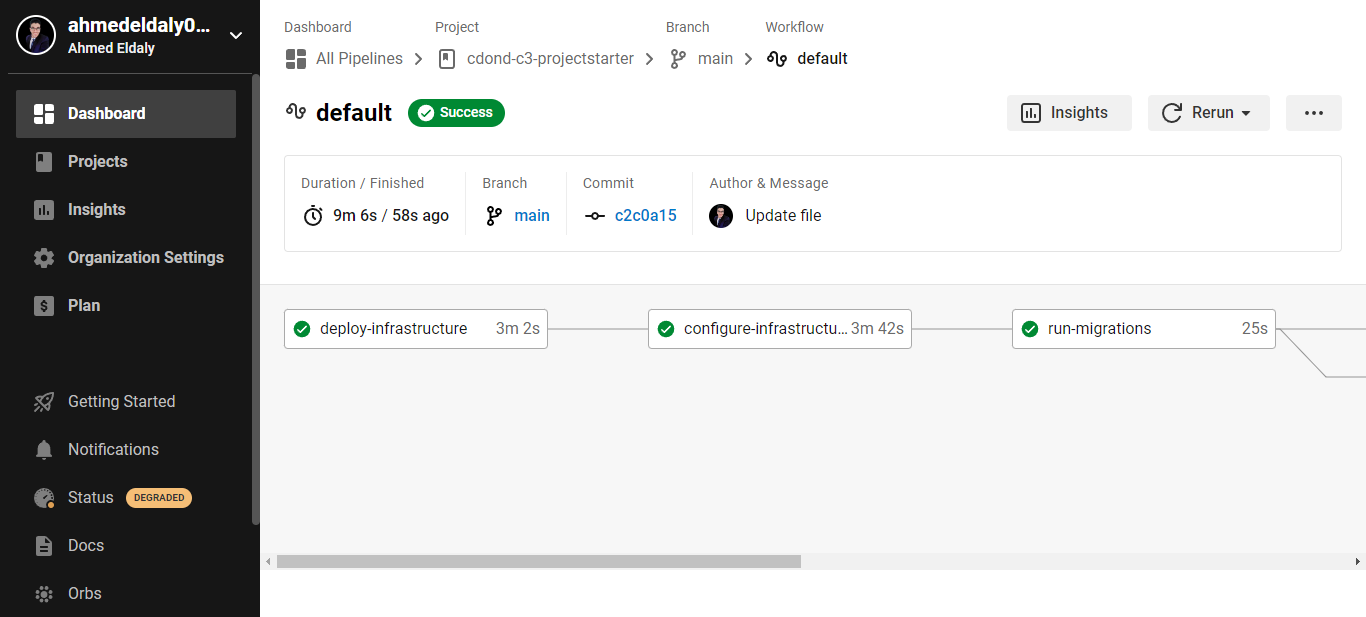 ahmedeldaly0...
Ahmed Eldaly
Dashboard
Projects
Insights
Organization Settings
Plan
Getting Started
Notifications
Status DEGRADED
Docs
Orbs
Dashboard Project Branch Workflow
All Pipelines cdond-c3-projectstarter main default
default Success Insights Rerun ...
Duration / Finished Branch Commit Author & Message
9m 6s / 58s ago main c2c0a15 Update file
deploy-infrastructure 3m 2s configure-infrastructu... 3m 42s run-migrations 25s